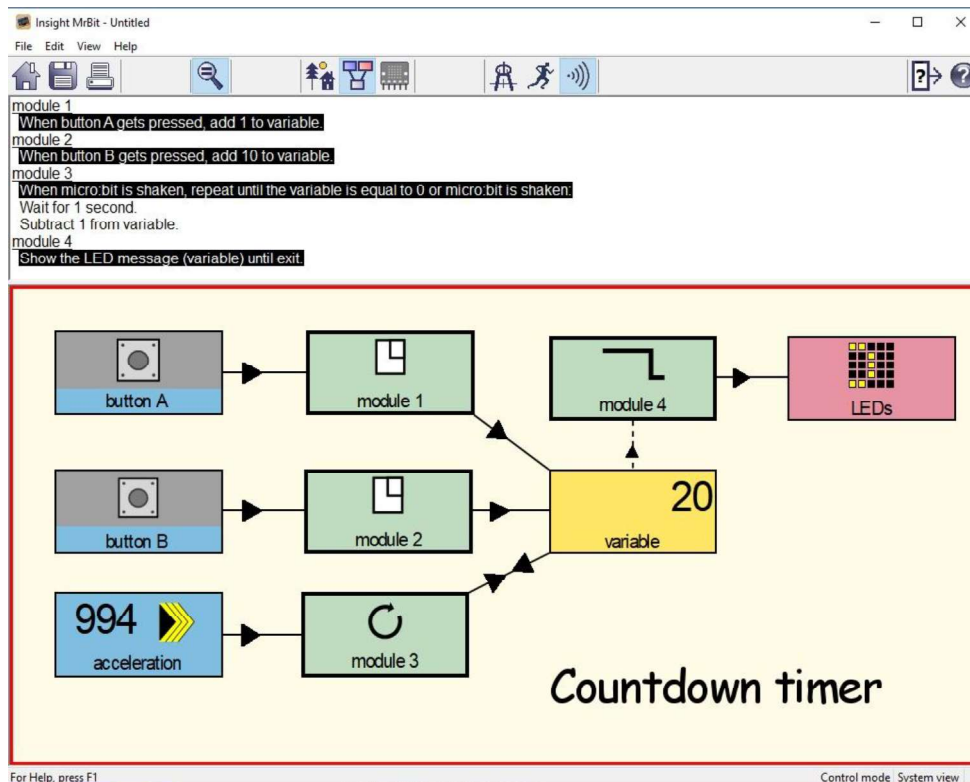 Insight MrBit - Untitled
File Edit View Help
module 1
When button A gets pressed, add 1 to variable.
module 2
When button B gets pressed, add 10 to variable.
module 3
When micro:bit is shaken, repeat until the variable is equal to 0 or micro:bit is shaken:
Wait for 1 second.
Subtract 1 from variable.
module 4
Show the LED message (variable) until exit.
button A
module 1
module 4
LEDs
button B
module 2
20
variable
994
acceleration
module 3
Countdown timer
For Help, press F1
Control mode System view